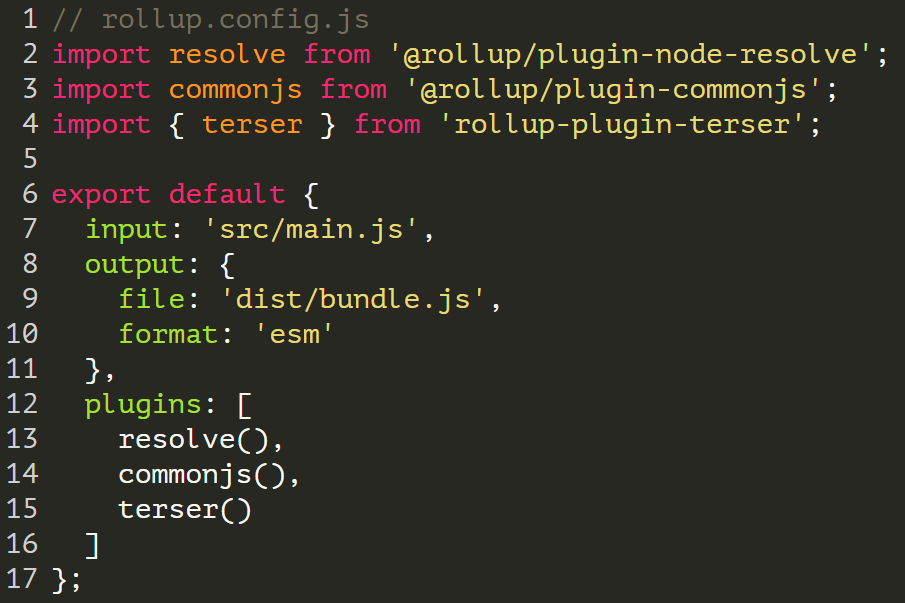 1 // rollup.config.js
2 import resolve from '@rollup/plugin-node-resolve';
3 import commonjs from '@rollup/plugin-commonjs';
4 import { terser } from 'rollup-plugin-terser';
5
6 export default {
7   input: 'src/main.js',
8   output: {
9     file: 'dist/bundle.js',
10     format: 'esm'
11   },
12   plugins: [
13     resolve(),
14     commonjs(),
15     terser()
16   ]
17 };